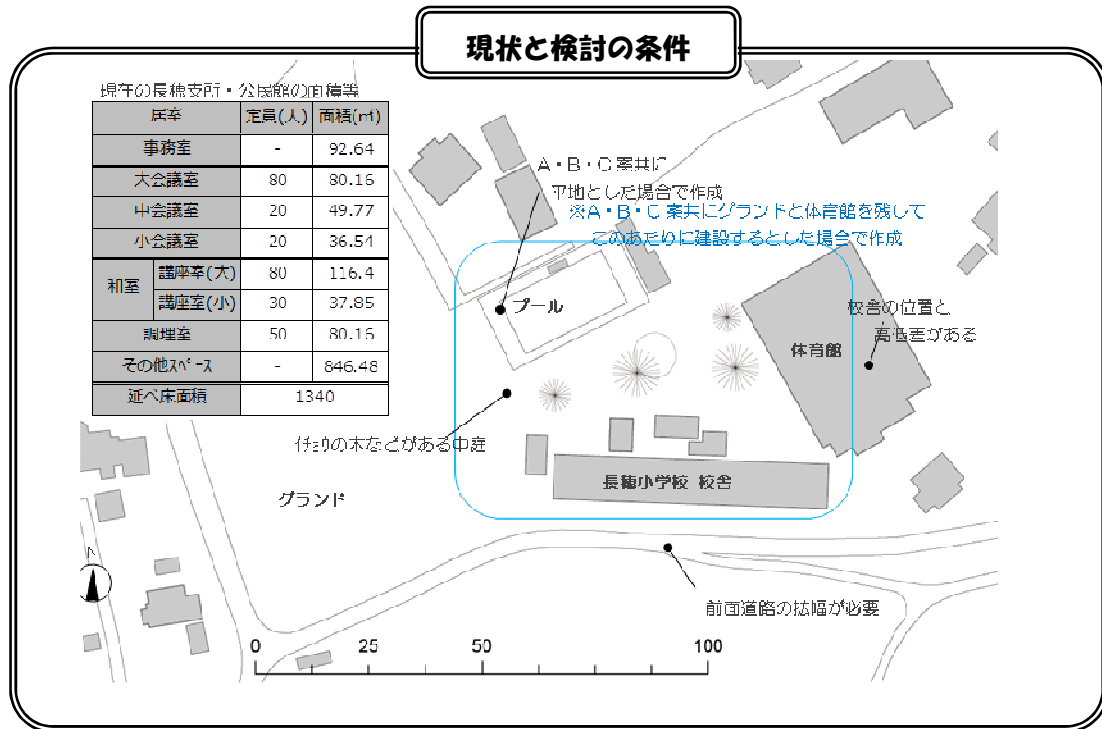 現状と検討の条件
現在の長穂支所・公民館の面積等
居室 定員(人) 面積(㎡)
事務室 - 92.64
大会議室 80 80.16
中会議室 20 49.77
小会議室 20 36.54
和室 講座室(大) 80 116.4
講座室(小) 30 37.85
調理室 50 80.16
その他スペース - 846.48
延べ床面積 1340
A・B・C案共に
平地とした場合で作成
※A・B・C案共にグランドと体育館を残して
このあたりに建設するとした場合で作成
プール
校舎の位置と
高低差がある
体育館
イチョウの木などがある中庭
長穂小学校 校舎
グランド
N
前面道路の拡幅が必要
0 25 50 100